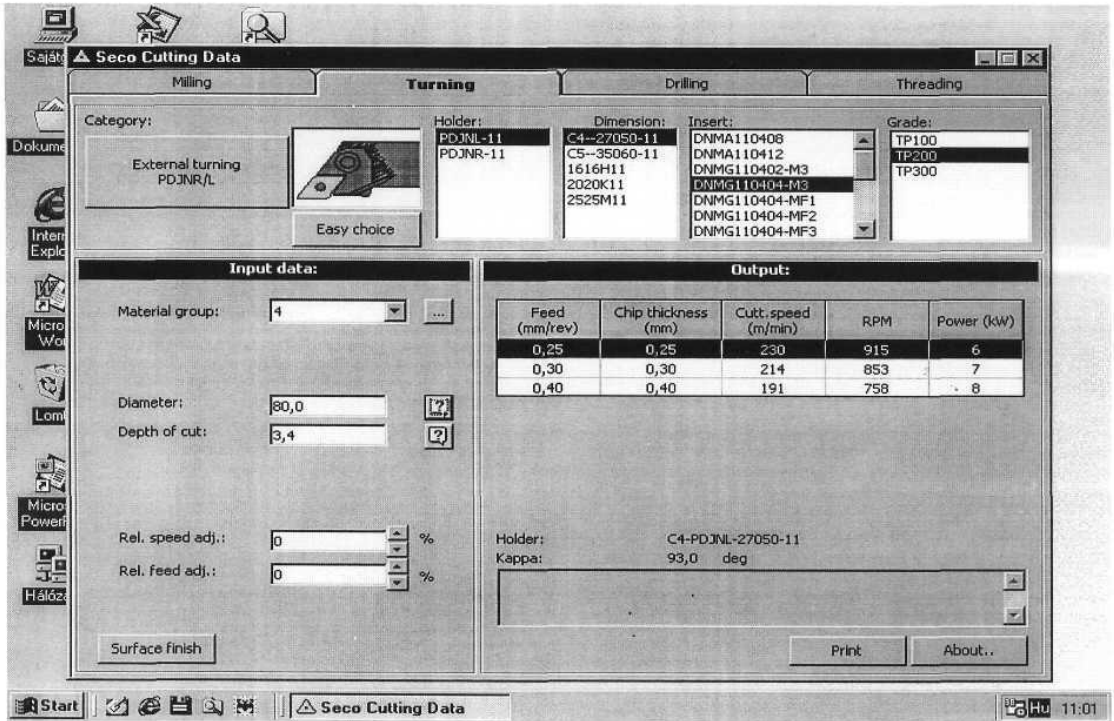 Saját
Seco Cutting Data
Milling
Turning
Drilling
Threading
Category:
External turning
PDJNR/L
Easy choice
Holder:
PDJNL-11
PDJNR-11
Dimension:
C4--27050-11
C5--35060-11
1616H11
2020K11
2525M11
Insert:
DNMA110408
DNMA110412
DNMG110402-M3
DNMG110404-M3
DNMG110404-MF1
DNMG110404-MF2
DNMG110404-MF3
Grade:
TP100
TP200
TP300
Dokume
Intern
Explo
Micro
Wor
Lom
Micro
PowerP
Hálóza
Input data:
Material group: 4 ...
Diameter: 80,0 [?]
Depth of cut: 3,4 ?
Rel. speed adj.: 0 %
Rel. feed adj.: 0 %
Surface finish
Output:
Feed (mm/rev) Chip thickness (mm) Cutt.speed (m/min) RPM Power (kW)
0,25 0,25 230 915 6
0,30 0,30 214 853 7
0,40 0,40 191 758 8
Holder: C4-PDJNL-27050-11
Kappa: 93,0 deg
Print
About..
Start
Seco Cutting Data
Hu 11:01